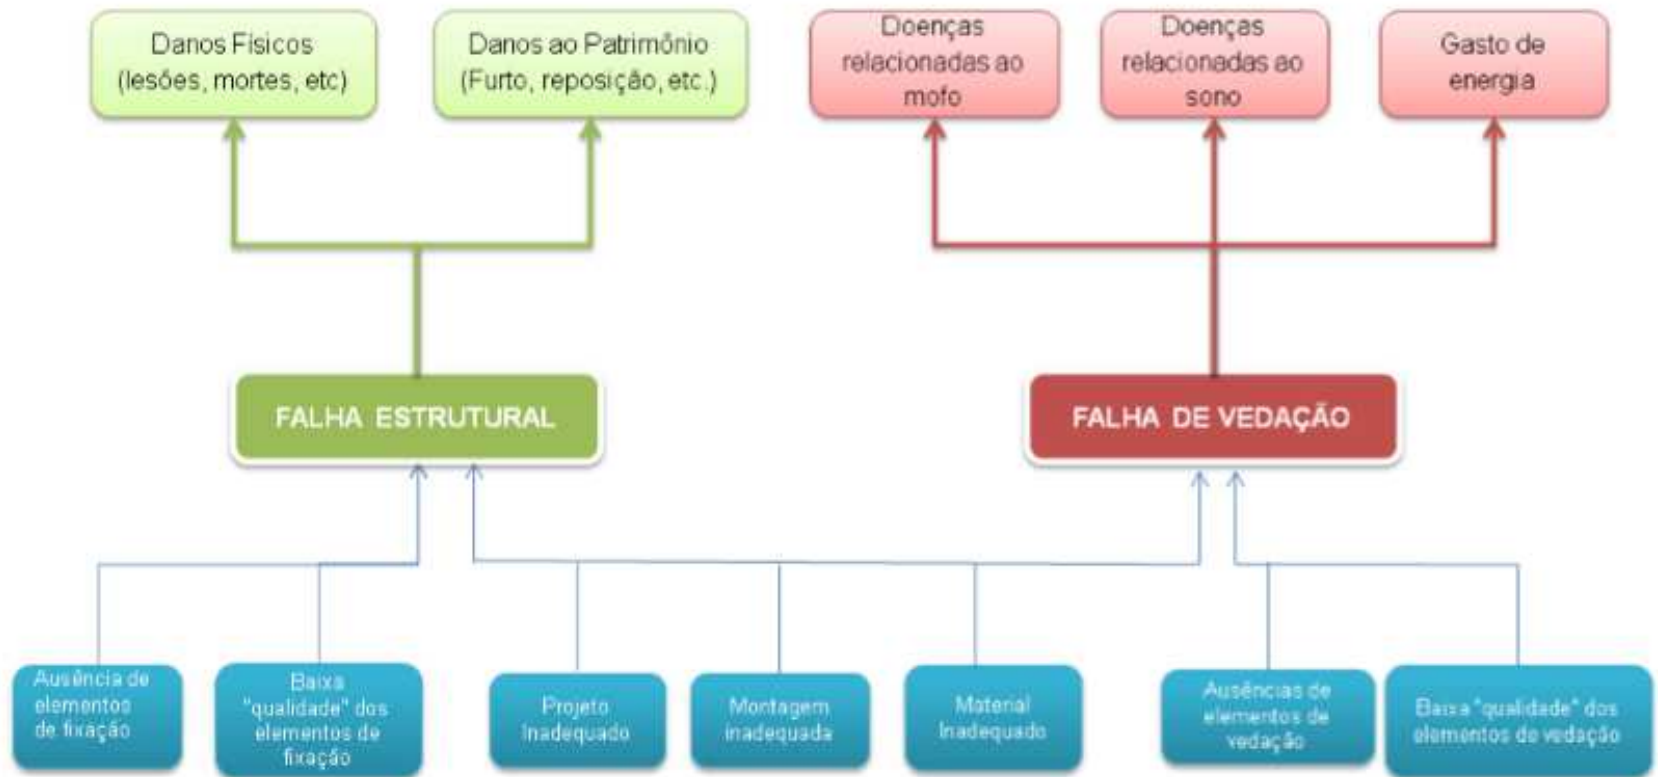 Danos Físicos
(lesões, mortes, etc)
Danos ao Patrimônio
(Furto, reposição, etc.)
Doenças
relacionadas ao
mofo
Doenças
relacionadas ao
sono
Gasto de
energia
FALHA ESTRUTURAL
FALHA DE VEDAÇÃO
Ausência de
elementos
de fixação
Baixa
"qualidade" dos
elementos de
fixação
Projeto
Inadequado
Montagem
inadequada
Material
Inadequado
Ausências de
elementos de
vedação
Baixa "qualidade" dos
elementos de vedação